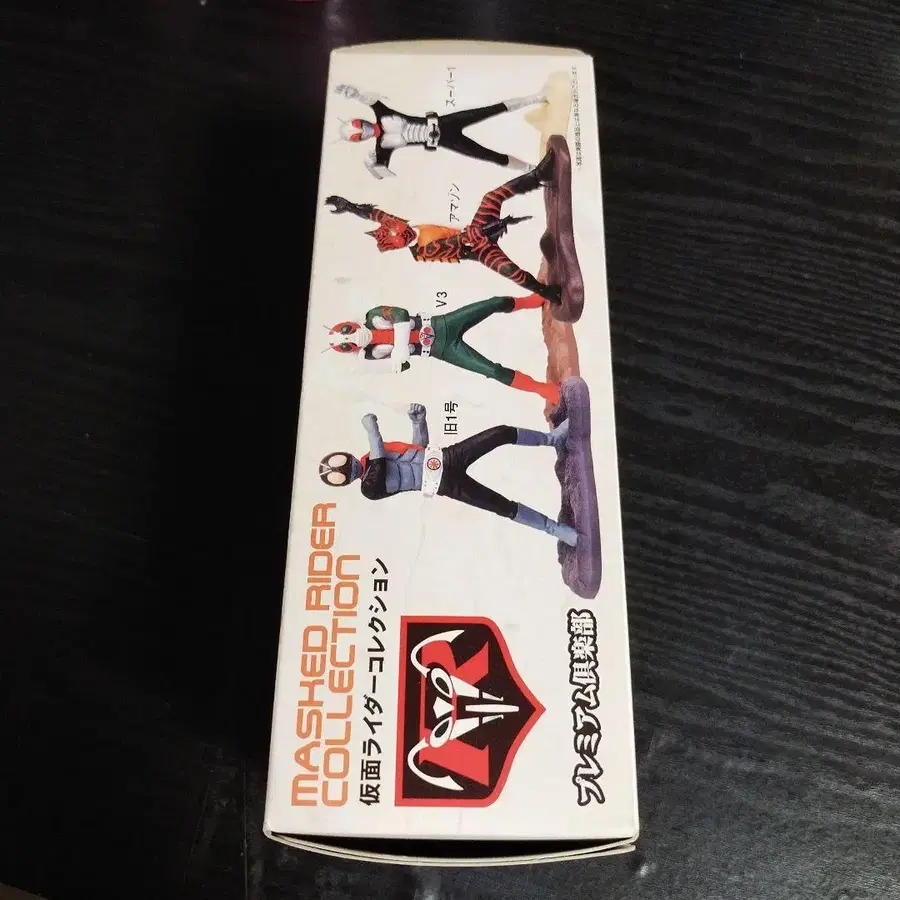 MASKED RIDER
COLLECTION
仮面ライダーコレクション
旧1号
V3
アマゾン
スーパー1
プレミアム倶楽部